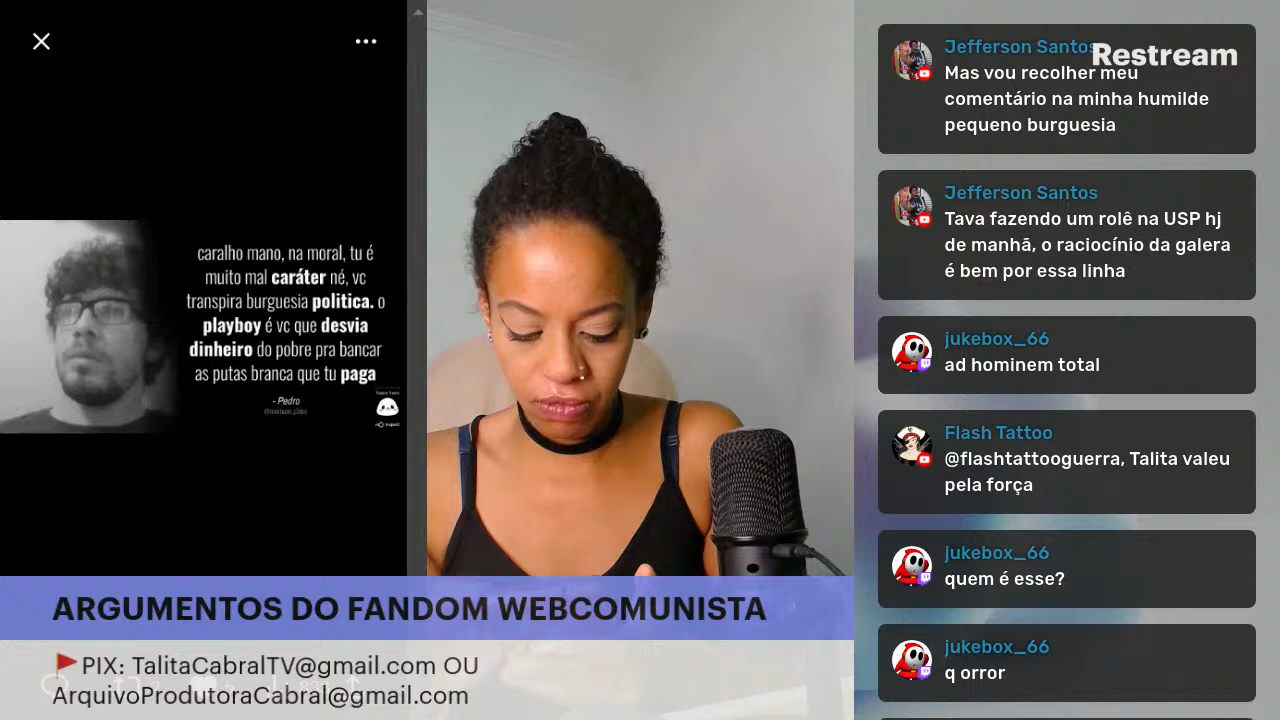 caralho mano, na moral, tu é
muito mal caráter né, vc
transpira burguesia politica. o
playboy é vc que desvia
dinheiro do pobre pra bancar
as putas branca que tu paga
- Pedro
ARGUMENTOS DO FANDOM WEBCOMUNISTA
PIX: TalitaCabralTV@gmail.com OU
ArquivoProdutoraCabral@gmail.com
Restream
Jefferson Santos
Mas vou recolher meu
comentário na minha humilde
pequeno burguesia
Jefferson Santos
Tava fazendo um rolê na USP hj
de manhã, o raciocínio da galera
é bem por essa linha
jukebox_66
ad hominem total
Flash Tattoo
@flashtattooguerra, Talita valeu
pela força
jukebox_66
quem é esse?
jukebox_66
q orror